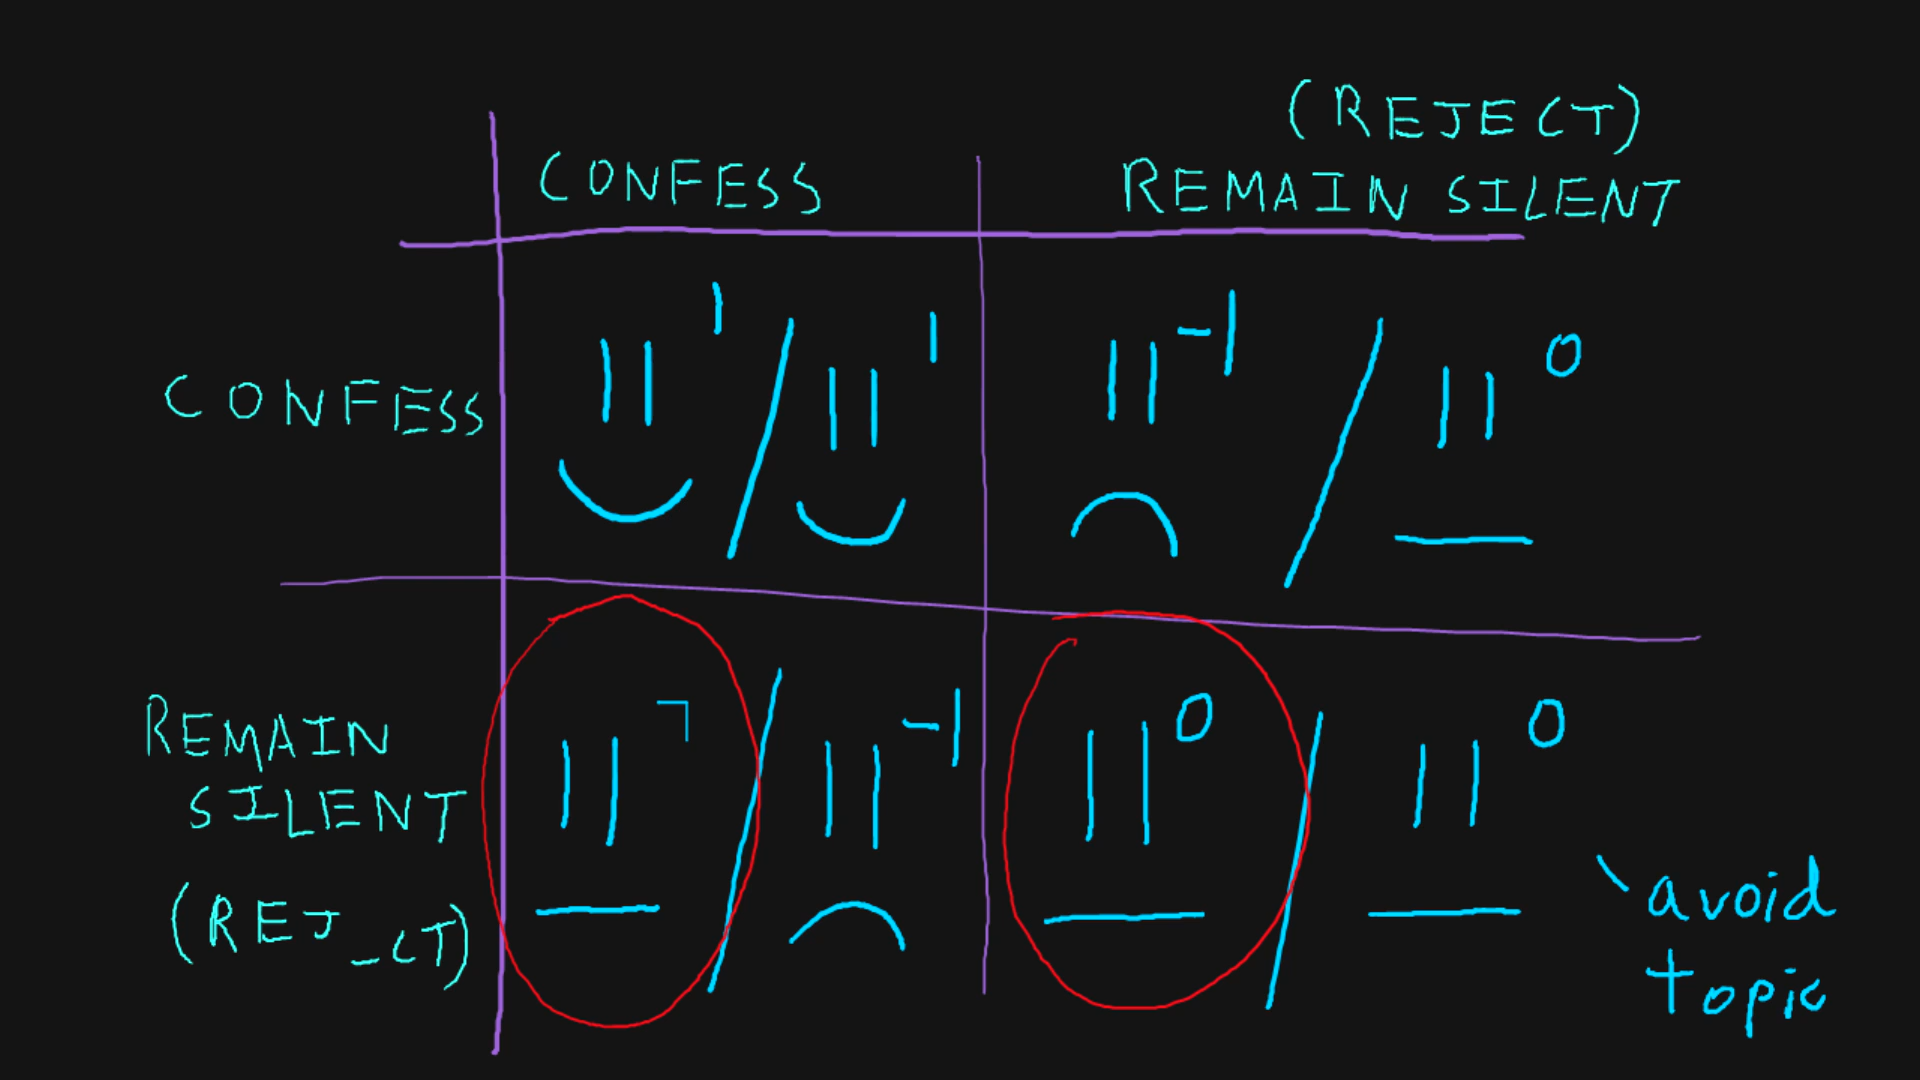 (REJECT)
CONFESS REMAIN SILENT
CONFESS 1 1 -1 0
REMAIN
SILENT -1 0 0
(REJ_CT)
avoid
topic